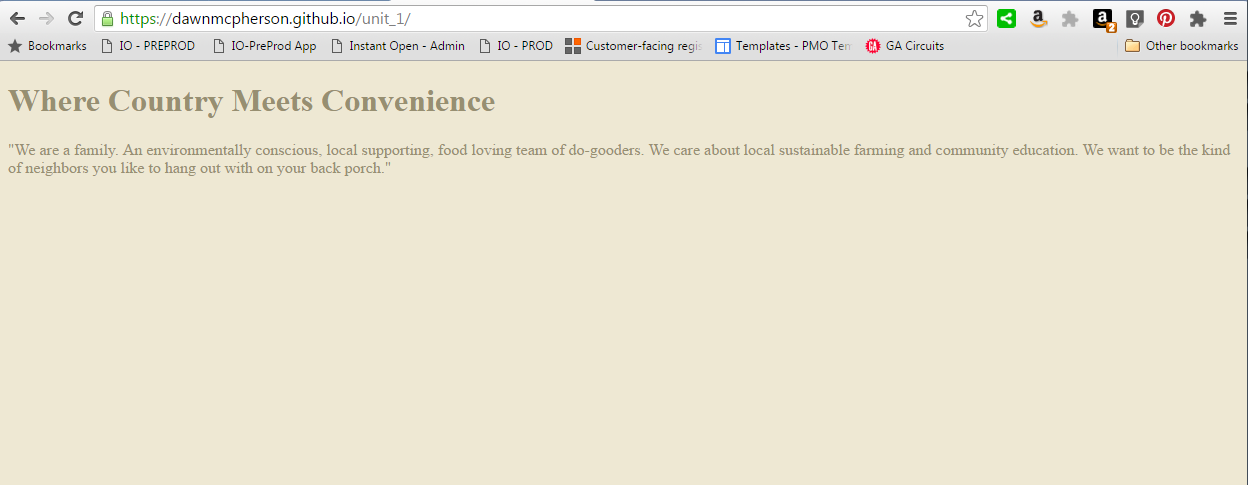 https://dawnmcpherson.github.io/unit_1/
2
Bookmarks IO - PREPROD IO-PreProd App Instant Open - Admin IO - PROD Customer-facing regi Templates - PMO Tem GA Circuits Other bookmarks
Where Country Meets Convenience
"We are a family. An environmentally conscious, local supporting, food loving team of do-gooders. We care about local sustainable farming and community education. We want to be the kind
of neighbors you like to hang out with on your back porch."